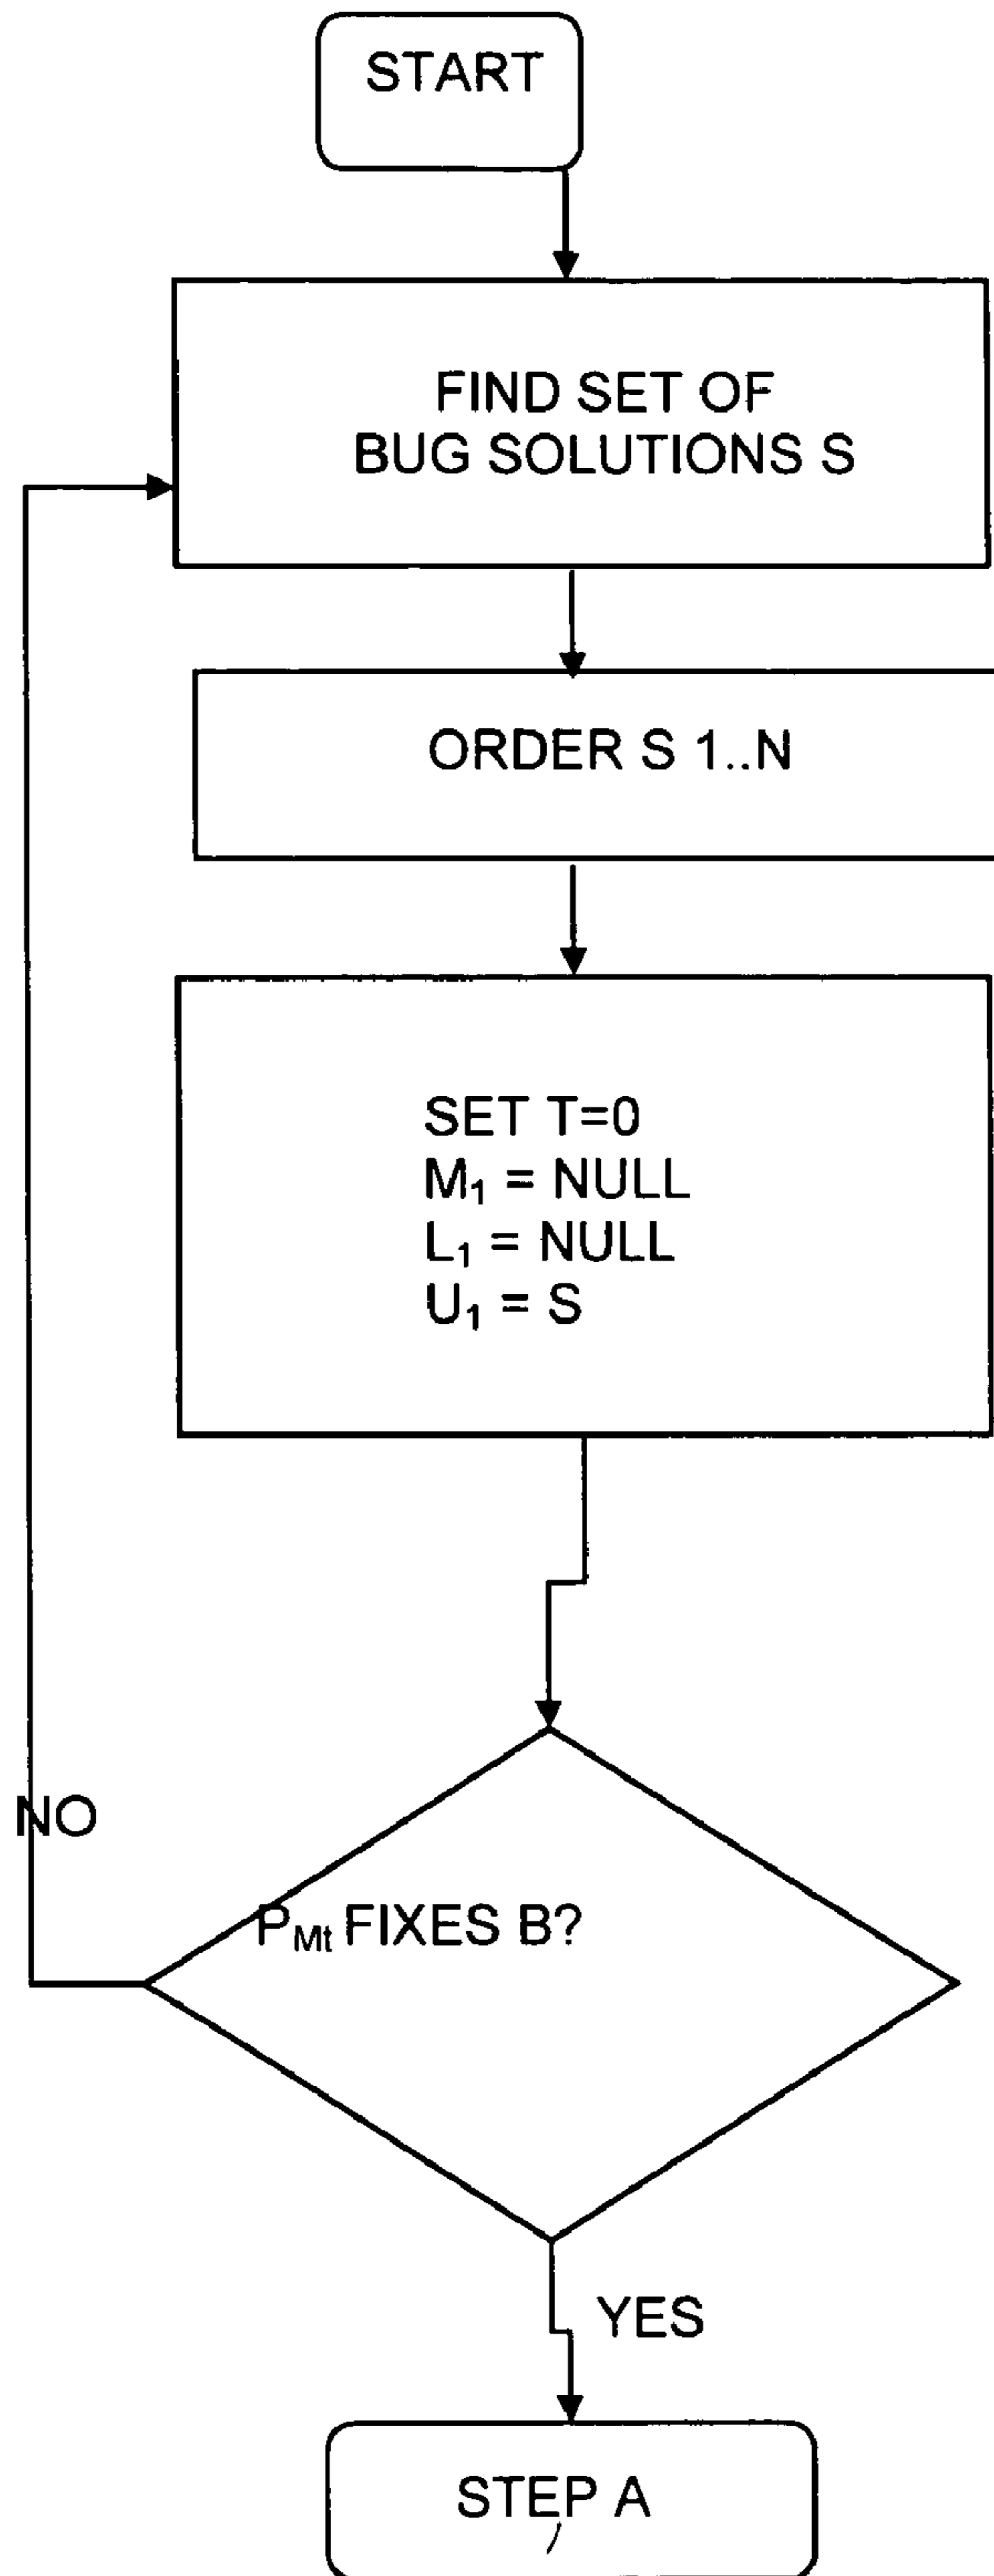 START
FIND SET OF
BUG SOLUTIONS S
ORDER S 1..N
SET T=0
M₁ = NULL
L₁ = NULL
U₁ = S
NO
P_Mt FIXES B?
YES
STEP A